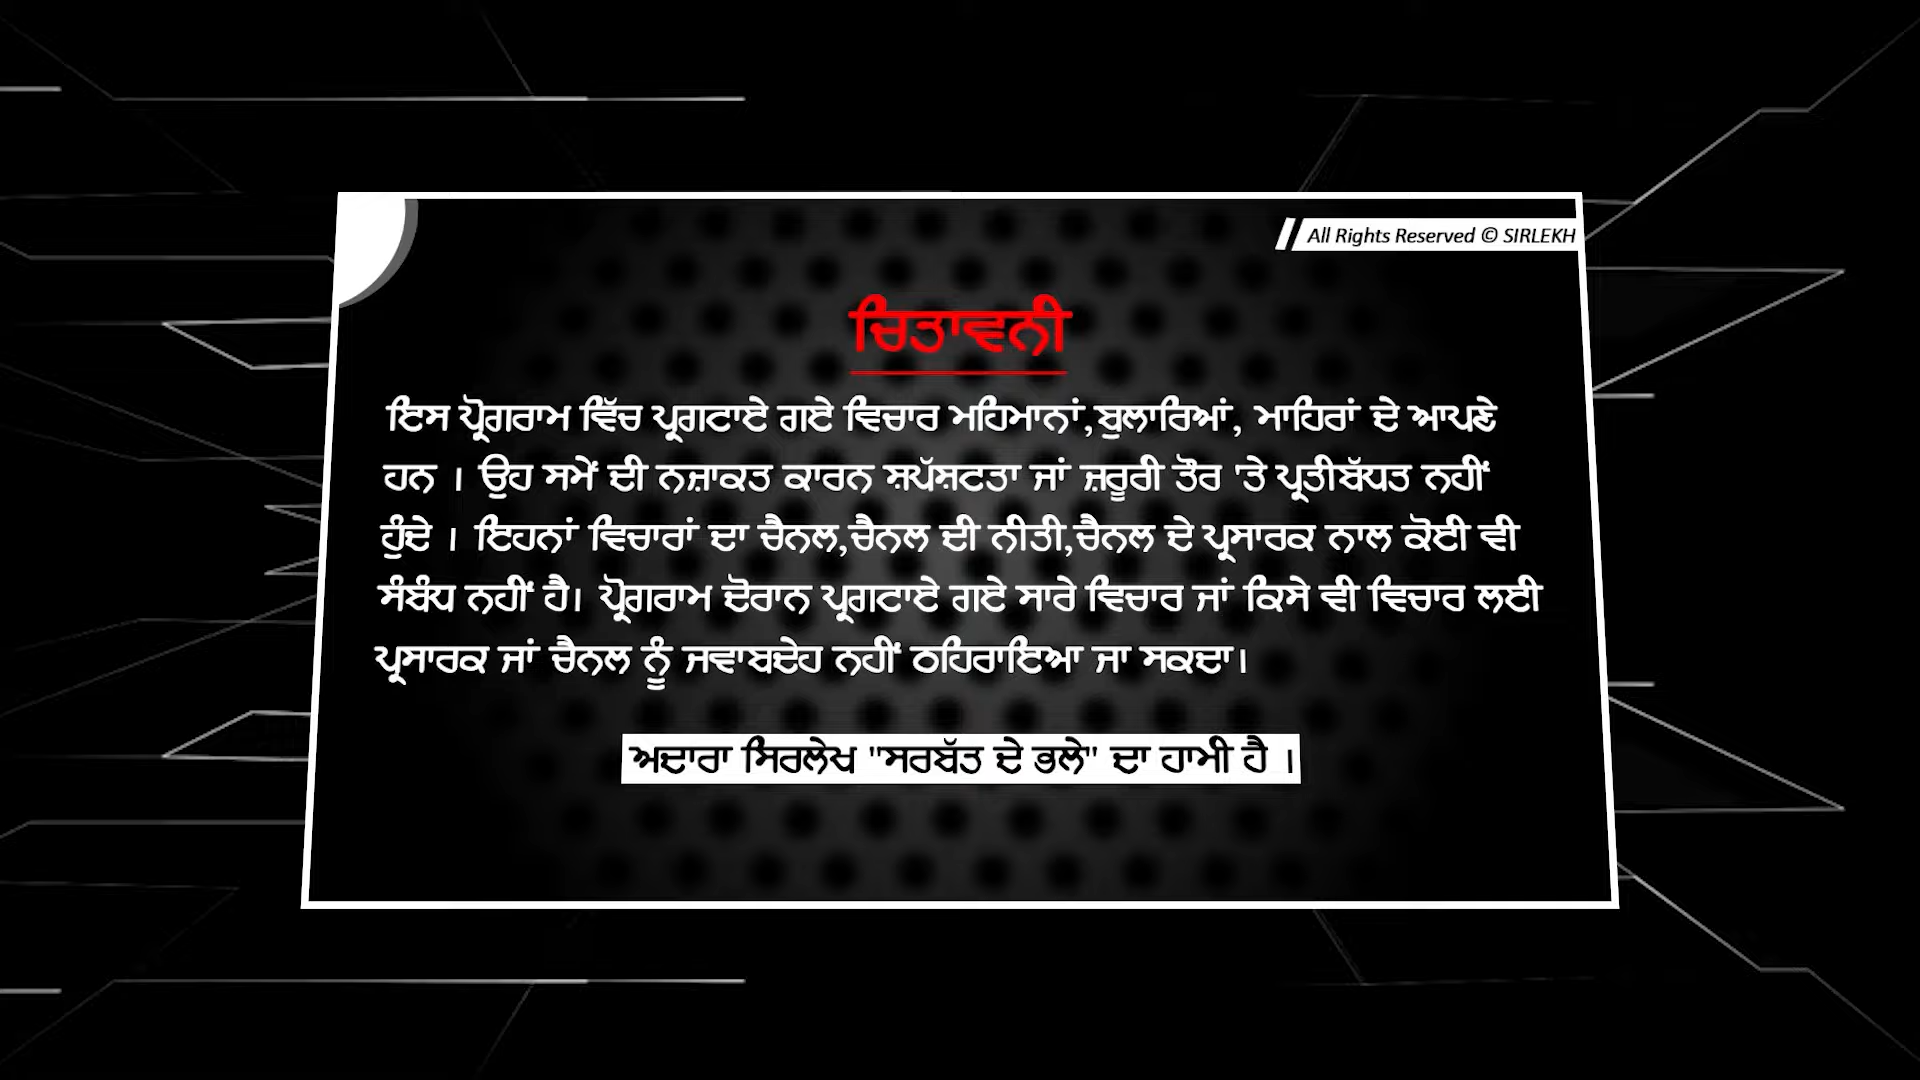 All Rights Reserved © SIRLEKH
ਚਿਤਾਵਨੀ
ਇਸ ਪ੍ਰੋਗਰਾਮ ਵਿੱਚ ਪ੍ਰਗਟਾਏ ਗਏ ਵਿਚਾਰ ਮਹਿਮਾਨਾਂ,ਬੁਲਾਰਿਆਂ, ਮਾਹਿਰਾਂ ਦੇ ਆਪਣੇ
ਹਨ । ਉਹ ਸਮੇਂ ਦੀ ਨਜ਼ਾਕਤ ਕਾਰਨ ਸ਼ਪੱਸ਼ਟਤਾ ਜਾਂ ਜ਼ਰੂਰੀ ਤੌਰ 'ਤੇ ਪ੍ਰਤੀਬੱਧਤ ਨਹੀਂ
ਹੁੰਦੇ । ਇਹਨਾਂ ਵਿਚਾਰਾਂ ਦਾ ਚੈਨਲ,ਚੈਨਲ ਦੀ ਨੀਤੀ,ਚੈਨਲ ਦੇ ਪ੍ਰਸਾਰਕ ਨਾਲ ਕੋਈ ਵੀ
ਸੰਬੰਧ ਨਹੀਂ ਹੈ। ਪ੍ਰੋਗਰਾਮ ਦੋਰਾਨ ਪ੍ਰਗਟਾਏ ਗਏ ਸਾਰੇ ਵਿਚਾਰ ਜਾਂ ਕਿਸੇ ਵੀ ਵਿਚਾਰ ਲਈ
ਪ੍ਰਸਾਰਕ ਜਾਂ ਚੈਨਲ ਨੂੰ ਜਵਾਬਦੇਹ ਨਹੀਂ ਠਹਿਰਾਇਆ ਜਾ ਸਕਦਾ।
ਅਦਾਰਾ ਸਿਰਲੇਖ "ਸਰਬੱਤ ਦੇ ਭਲੇ" ਦਾ ਹਾਮੀ ਹੈ ।